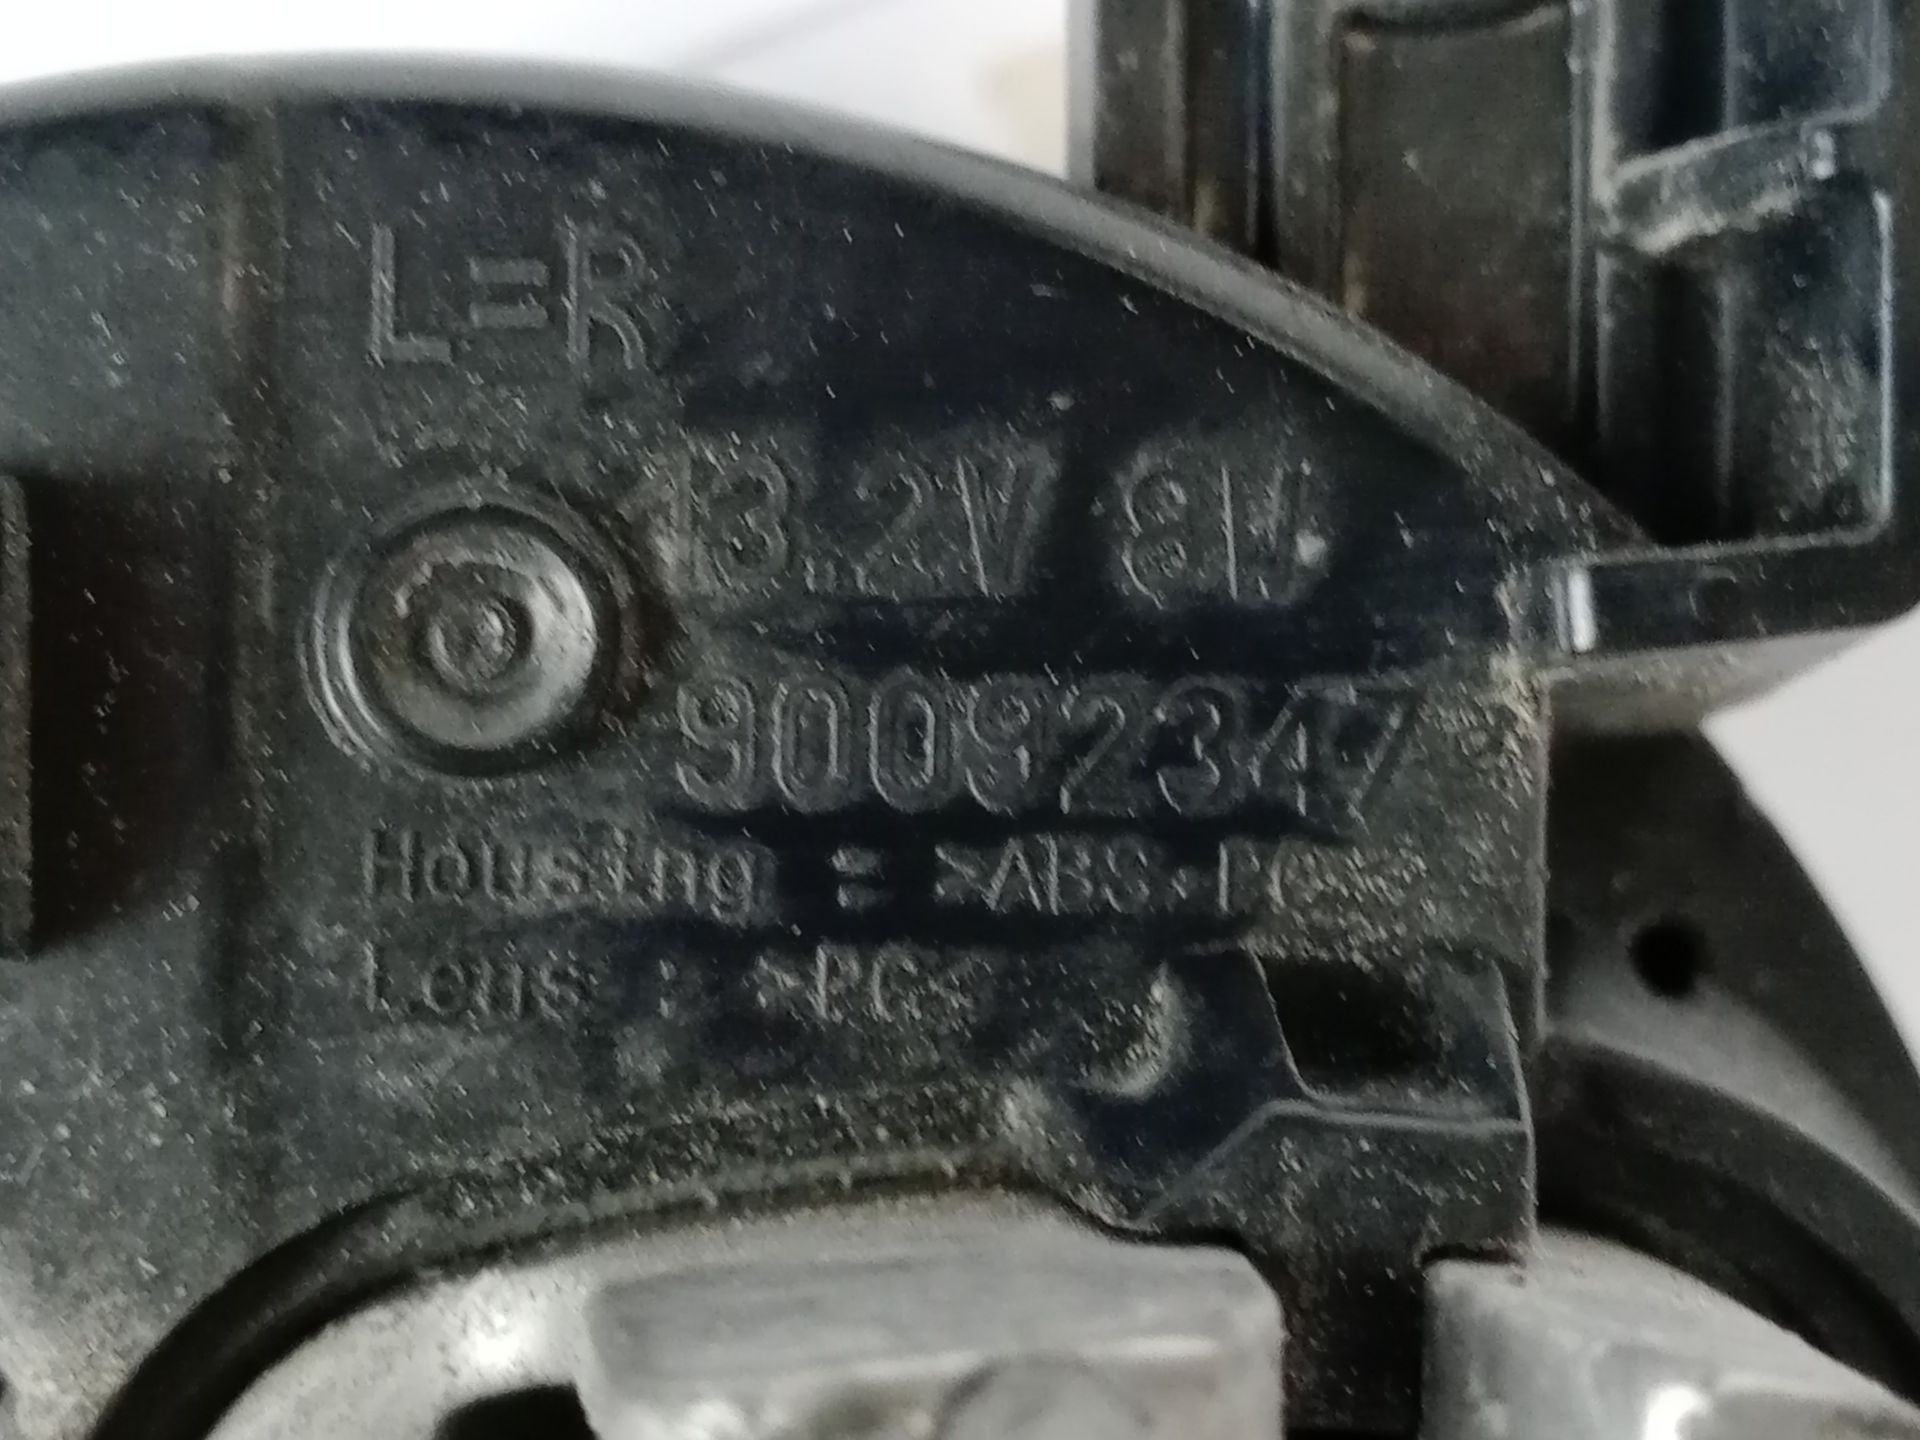 L=R
13.2V 8W
90092347
Housing : >ABS+PC<
Lens : >PC<